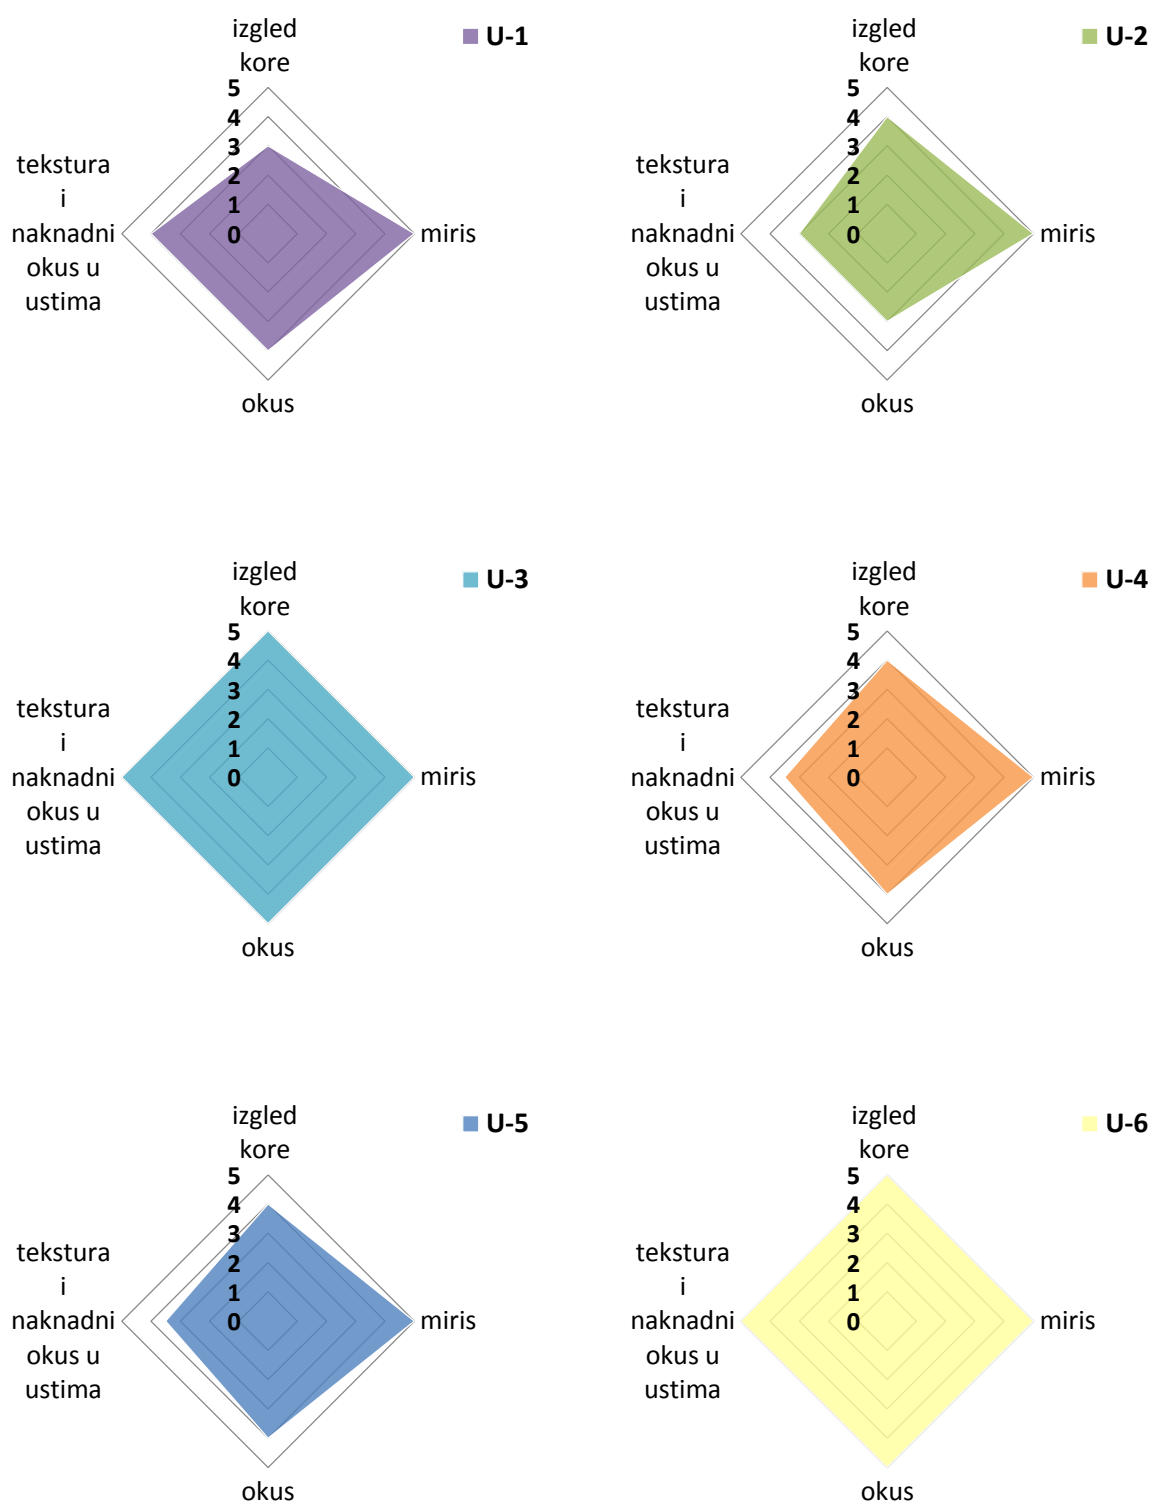 izgled
kore
U-1
5
4
3
2
1
0
tekstura
i
naknadni
okus u
ustima
miris
okus
izgled
kore
U-2
5
4
3
2
1
0
tekstura
i
naknadni
okus u
ustima
miris
okus
izgled
kore
U-3
5
4
3
2
1
0
tekstura
i
naknadni
okus u
ustima
miris
okus
izgled
kore
U-4
5
4
3
2
1
0
tekstura
i
naknadni
okus u
ustima
miris
okus
izgled
kore
U-5
5
4
3
2
1
0
tekstura
i
naknadni
okus u
ustima
miris
okus
izgled
kore
U-6
5
4
3
2
1
0
tekstura
i
naknadni
okus u
ustima
miris
okus